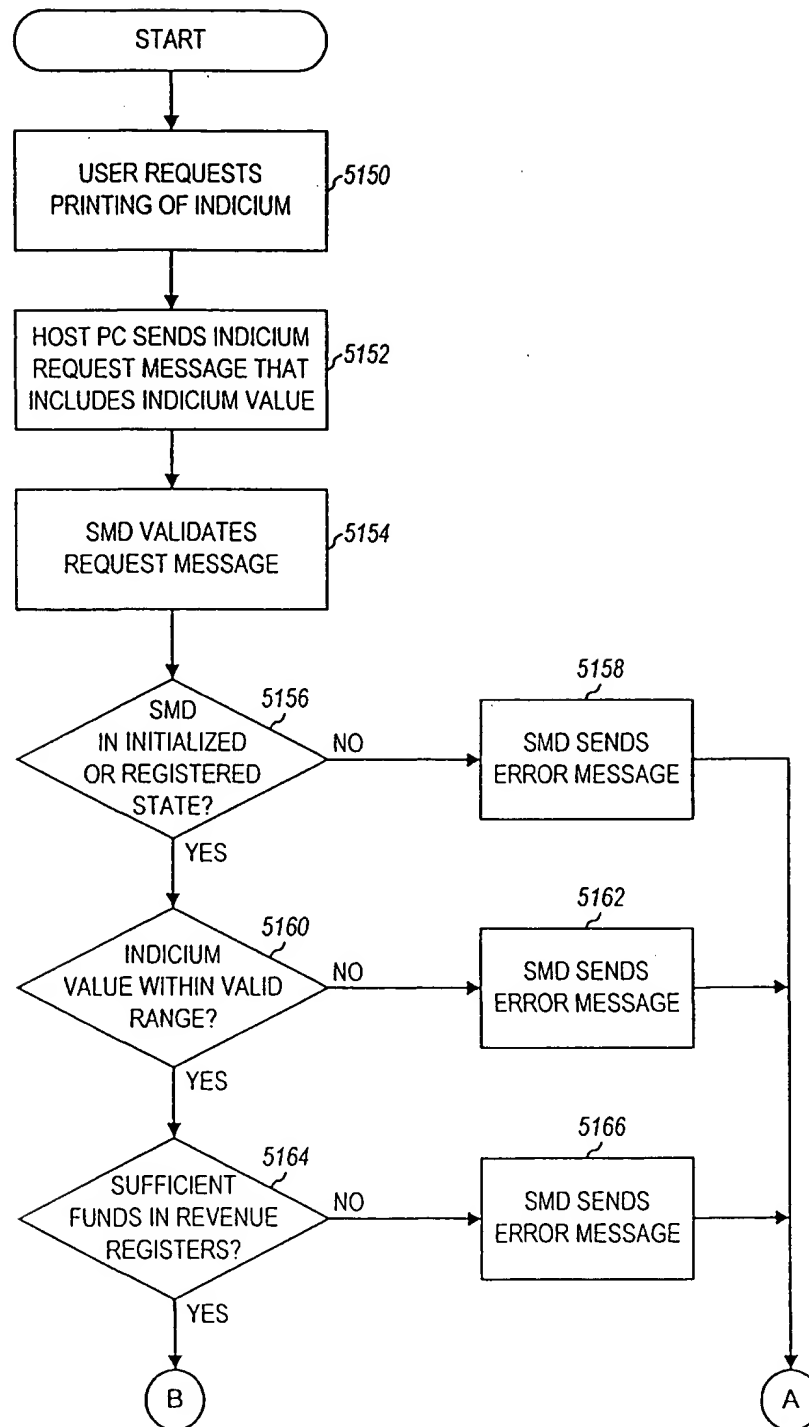 START
USER REQUESTS
PRINTING OF INDICIUM
5150
HOST PC SENDS INDICIUM
REQUEST MESSAGE THAT
INCLUDES INDICIUM VALUE
5152
SMD VALIDATES
REQUEST MESSAGE
5154
SMD
IN INITIALIZED
OR REGISTERED
STATE?
5156
NO
5158
SMD SENDS
ERROR MESSAGE
YES
INDICIUM
VALUE WITHIN VALID
RANGE?
5160
NO
5162
SMD SENDS
ERROR MESSAGE
YES
SUFFICIENT
FUNDS IN REVENUE
REGISTERS?
5164
NO
5166
SMD SENDS
ERROR MESSAGE
YES
B
A